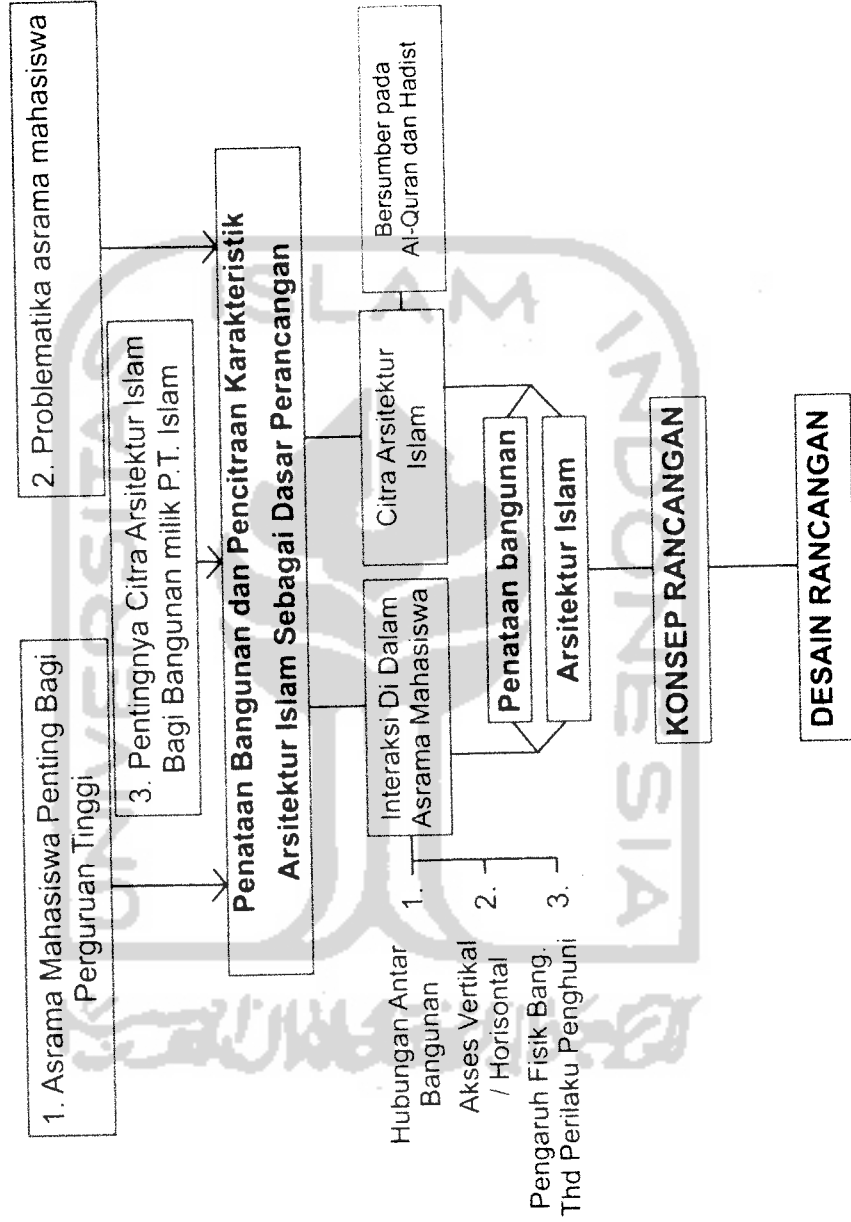 1. Asrama Mahasiswa Penting Bagi
Perguruan Tinggi
2. Problematika asrama mahasiswa
3. Pentingnya Citra Arsitektur Islam
Bagi Bangunan milik P.T. Islam
Penataan Bangunan dan Pencitraan Karakteristik
Arsitektur Islam Sebagai Dasar Perancangan
Interaksi Di Dalam
Asrama Mahasiswa
Citra Arsitektur
Islam
Bersumber pada
Al-Quran dan Hadist
1.
Hubungan Antar
Bangunan
2.
Akses Vertikal
/ Horisontal
3.
Pengaruh Fisik Bang.
Thd Perilaku Penghuni
Penataan bangunan
Arsitektur Islam
KONSEP RANCANGAN
DESAIN RANCANGAN
UNIVERSITAS
ISLAM
INDONESIA